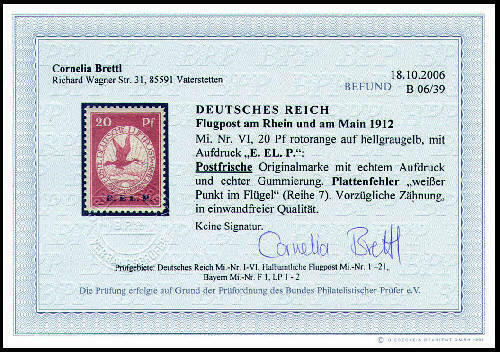 Cornelia Brettl
Richard Wagner Str. 31, 85591 Vaterstetten
18.10.2006
BEFUND B 06/39
DEUTSCHES REICH
Flugpost am Rhein und am Main 1912
Mi. Nr. VI, 20 Pf rotorange auf hellgraugelb, mit
Aufdruck „E. EL. P.":
Postfrische Originalmarke mit echtem Aufdruck
und echter Gummierung. Plattenfehler „weißer
Punkt im Flügel" (Reihe 7). Vorzügliche Zähnung,
in einwandfreier Qualität.
Keine Signatur.
20 Pf
E. EL. P.
Cornelia Brettl
Prüfgebiete: Deutsches Reich Mi.-Nr. I-VI, Halbamtliche Flugpost Mi.-Nr. 1 -21,
Bayern Mi.-Nr. F 1, LP 1 - 2
Die Prüfung erfolgte auf Grund der Prüfordnung des Bundes Philatelistischer Prüfer e. V.